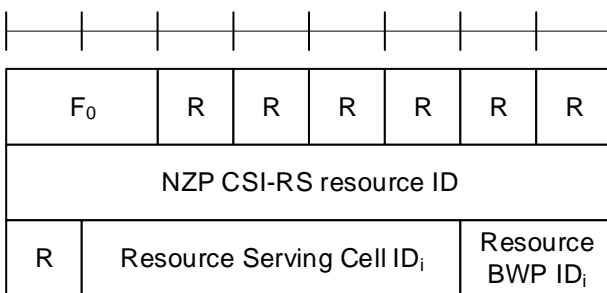 F₀ R R R R R R
NZP CSI-RS resource ID
R Resource Serving Cell IDᵢ Resource BWP IDᵢ